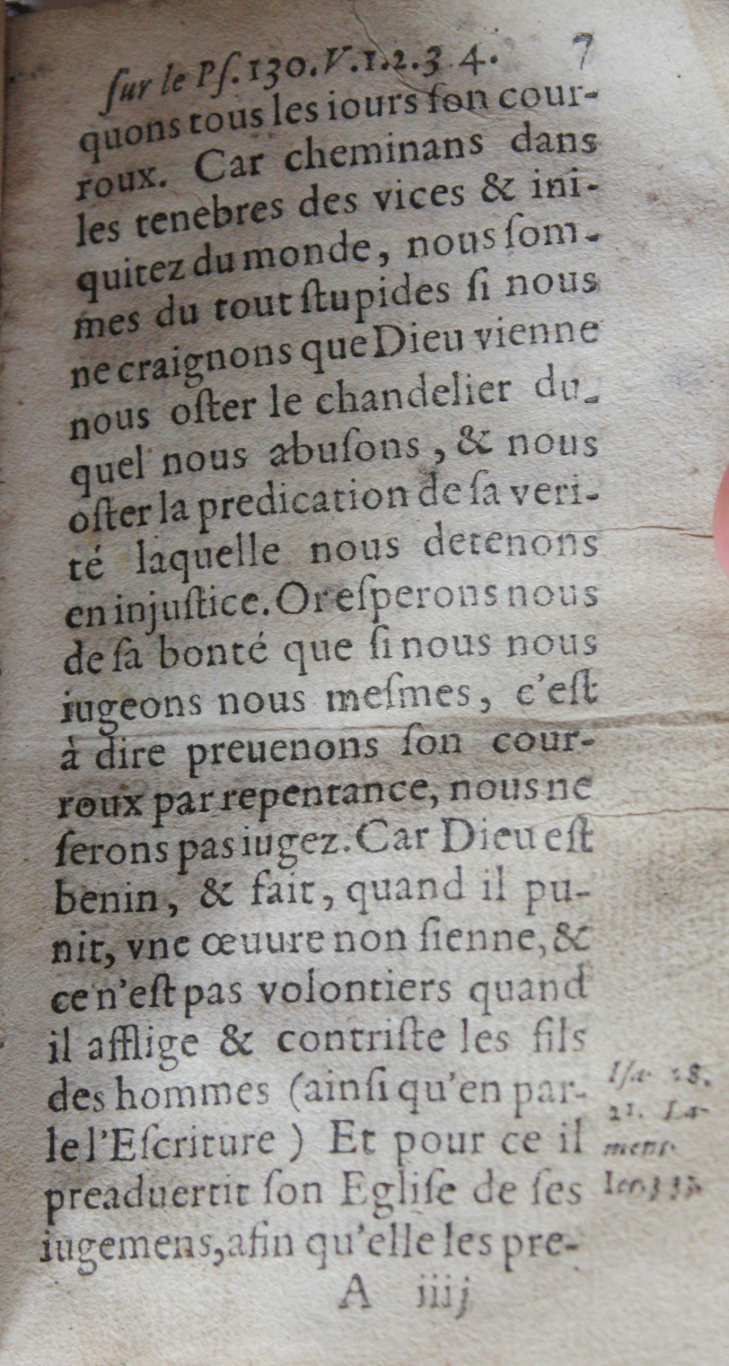 ſur le Pſ. 130. V. 1. 2. 3 4. 7
quons tous les iours ſon cour-
roux. Car cheminans dans
les tenebres des vices & ini-
quitez du monde, nous ſom-
mes du tout ſtupides ſi nous
ne craignons que Dieu vienne
nous oſter le chandelier du-
quel nous abuſons, & nous
oſter la predication de ſa veri-
té laquelle nous detenons
en injuſtice. Or eſperons nous
de ſa bonté que ſi nous nous
iugeons nous meſmes, c'eſt
à dire preuenons ſon cour-
roux par repentance, nous ne
ſerons pas iugez. Car Dieu eſt
benin, & fait, quand il pu-
nit, vne œuure non ſienne, &
ce n'eſt pas volontiers quand
il afflige & contriſte les fils
des hommes (ainſi qu'en par-
le l'Eſcriture ) Et pour ce il
preaduertit ſon Egliſe de ſes
iugemens, afin qu'elle les pre-
A iiij
Iſa. 28.
21. La-
ment.